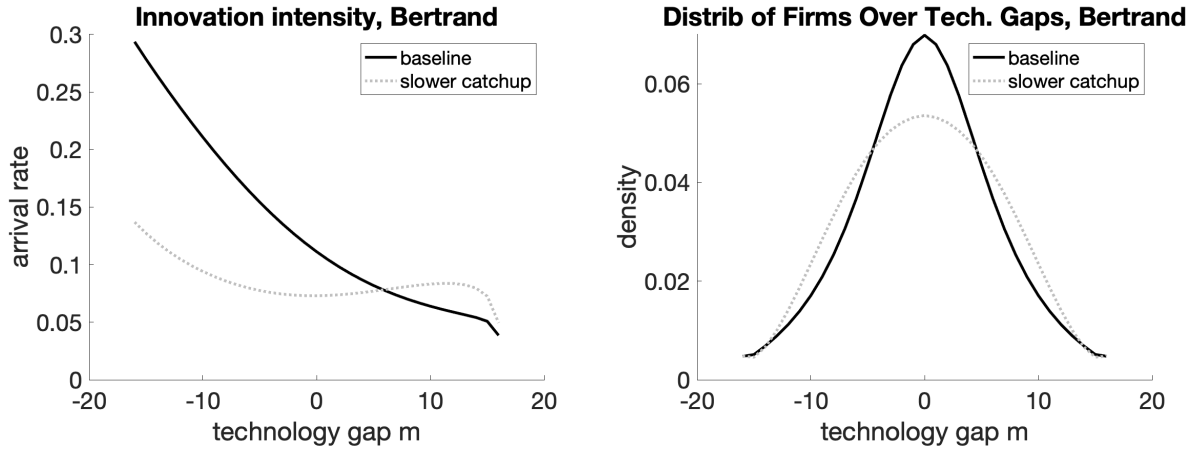 Innovation intensity, Bertrand
0.3
0.25
0.2
0.15
0.1
0.05
0
-20
-10
0
10
20
arrival rate
technology gap m
baseline
slower catchup
Distrib of Firms Over Tech. Gaps, Bertrand
0.06
0.04
0.02
0
-20
-10
0
10
20
density
technology gap m
baseline
slower catchup